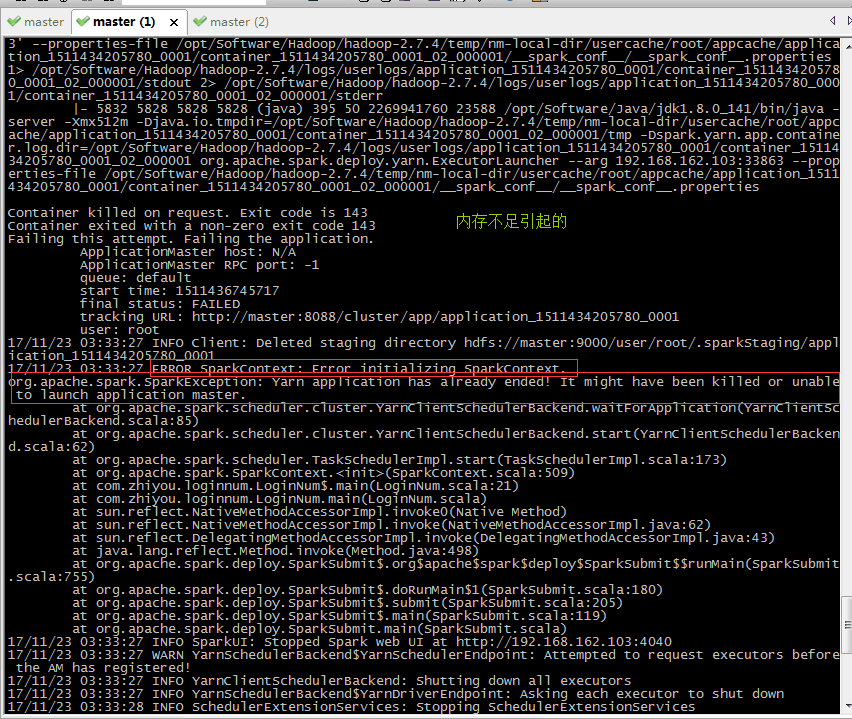 master
master (1)
master (2)
3' --properties-file /opt/Software/Hadoop/hadoop-2.7.4/temp/nm-local-dir/usercache/root/appcache/applica
tion_1511434205780_0001/container_1511434205780_0001_02_000001/__spark_conf__/__spark_conf__.properties
1> /opt/Software/Hadoop/hadoop-2.7.4/logs/userlogs/application_1511434205780_0001/container_151143420578
0_0001_02_000001/stdout 2> /opt/Software/Hadoop/hadoop-2.7.4/logs/userlogs/application_1511434205780_000
1/container_1511434205780_0001_02_000001/stderr
|- 5832 5828 5828 5828 (java) 395 50 2269941760 23588 /opt/Software/Java/jdk1.8.0_141/bin/java -
server -Xmx512m -Djava.io.tmpdir=/opt/Software/Hadoop/hadoop-2.7.4/temp/nm-local-dir/usercache/root/appc
ache/application_1511434205780_0001/container_1511434205780_0001_02_000001/tmp -Dspark.yarn.app.containe
r.log.dir=/opt/Software/Hadoop/hadoop-2.7.4/logs/userlogs/application_1511434205780_0001/container_15114
34205780_0001_02_000001 org.apache.spark.deploy.yarn.ExecutorLauncher --arg 192.168.162.103:33863 --prop
erties-file /opt/Software/Hadoop/hadoop-2.7.4/temp/nm-local-dir/usercache/root/appcache/application_1511
434205780_0001/container_1511434205780_0001_02_000001/__spark_conf__/__spark_conf__.properties
Container killed on request. Exit code is 143
Container exited with a non-zero exit code 143
内存不足引起的
Failing this attempt. Failing the application.
ApplicationMaster host: N/A
ApplicationMaster RPC port: -1
queue: default
start time: 1511436745717
final status: FAILED
tracking URL: http://master:8088/cluster/app/application_1511434205780_0001
user: root
17/11/23 03:33:27 INFO Client: Deleted staging directory hdfs://master:9000/user/root/.sparkStaging/appl
ication_1511434205780_0001
17/11/23 03:33:27 ERROR SparkContext: Error initializing SparkContext.
org.apache.spark.SparkException: Yarn application has already ended! It might have been killed or unable
to launch application master.
at org.apache.spark.scheduler.cluster.YarnClientSchedulerBackend.waitForApplication(YarnClientSc
hedulerBackend.scala:85)
at org.apache.spark.scheduler.cluster.YarnClientSchedulerBackend.start(YarnClientSchedulerBacken
d.scala:62)
at org.apache.spark.scheduler.TaskSchedulerImpl.start(TaskSchedulerImpl.scala:173)
at org.apache.spark.SparkContext.<init>(SparkContext.scala:509)
at com.zhiyou.loginnum.LoginNum$.main(LoginNum.scala:21)
at com.zhiyou.loginnum.LoginNum.main(LoginNum.scala)
at sun.reflect.NativeMethodAccessorImpl.invoke0(Native Method)
at sun.reflect.NativeMethodAccessorImpl.invoke(NativeMethodAccessorImpl.java:62)
at sun.reflect.DelegatingMethodAccessorImpl.invoke(DelegatingMethodAccessorImpl.java:43)
at java.lang.reflect.Method.invoke(Method.java:498)
at org.apache.spark.deploy.SparkSubmit$.org$apache$spark$deploy$SparkSubmit$$runMain(SparkSubmit
.scala:755)
at org.apache.spark.deploy.SparkSubmit$.doRunMain$1(SparkSubmit.scala:180)
at org.apache.spark.deploy.SparkSubmit$.submit(SparkSubmit.scala:205)
at org.apache.spark.deploy.SparkSubmit$.main(SparkSubmit.scala:119)
at org.apache.spark.deploy.SparkSubmit.main(SparkSubmit.scala)
17/11/23 03:33:27 INFO SparkUI: Stopped Spark web UI at http://192.168.162.103:4040
17/11/23 03:33:27 WARN YarnSchedulerBackend$YarnSchedulerEndpoint: Attempted to request executors before
the AM has registered!
17/11/23 03:33:27 INFO YarnClientSchedulerBackend: Shutting down all executors
17/11/23 03:33:27 INFO YarnSchedulerBackend$YarnDriverEndpoint: Asking each executor to shut down
17/11/23 03:33:28 INFO SchedulerExtensionServices: Stopping SchedulerExtensionServices